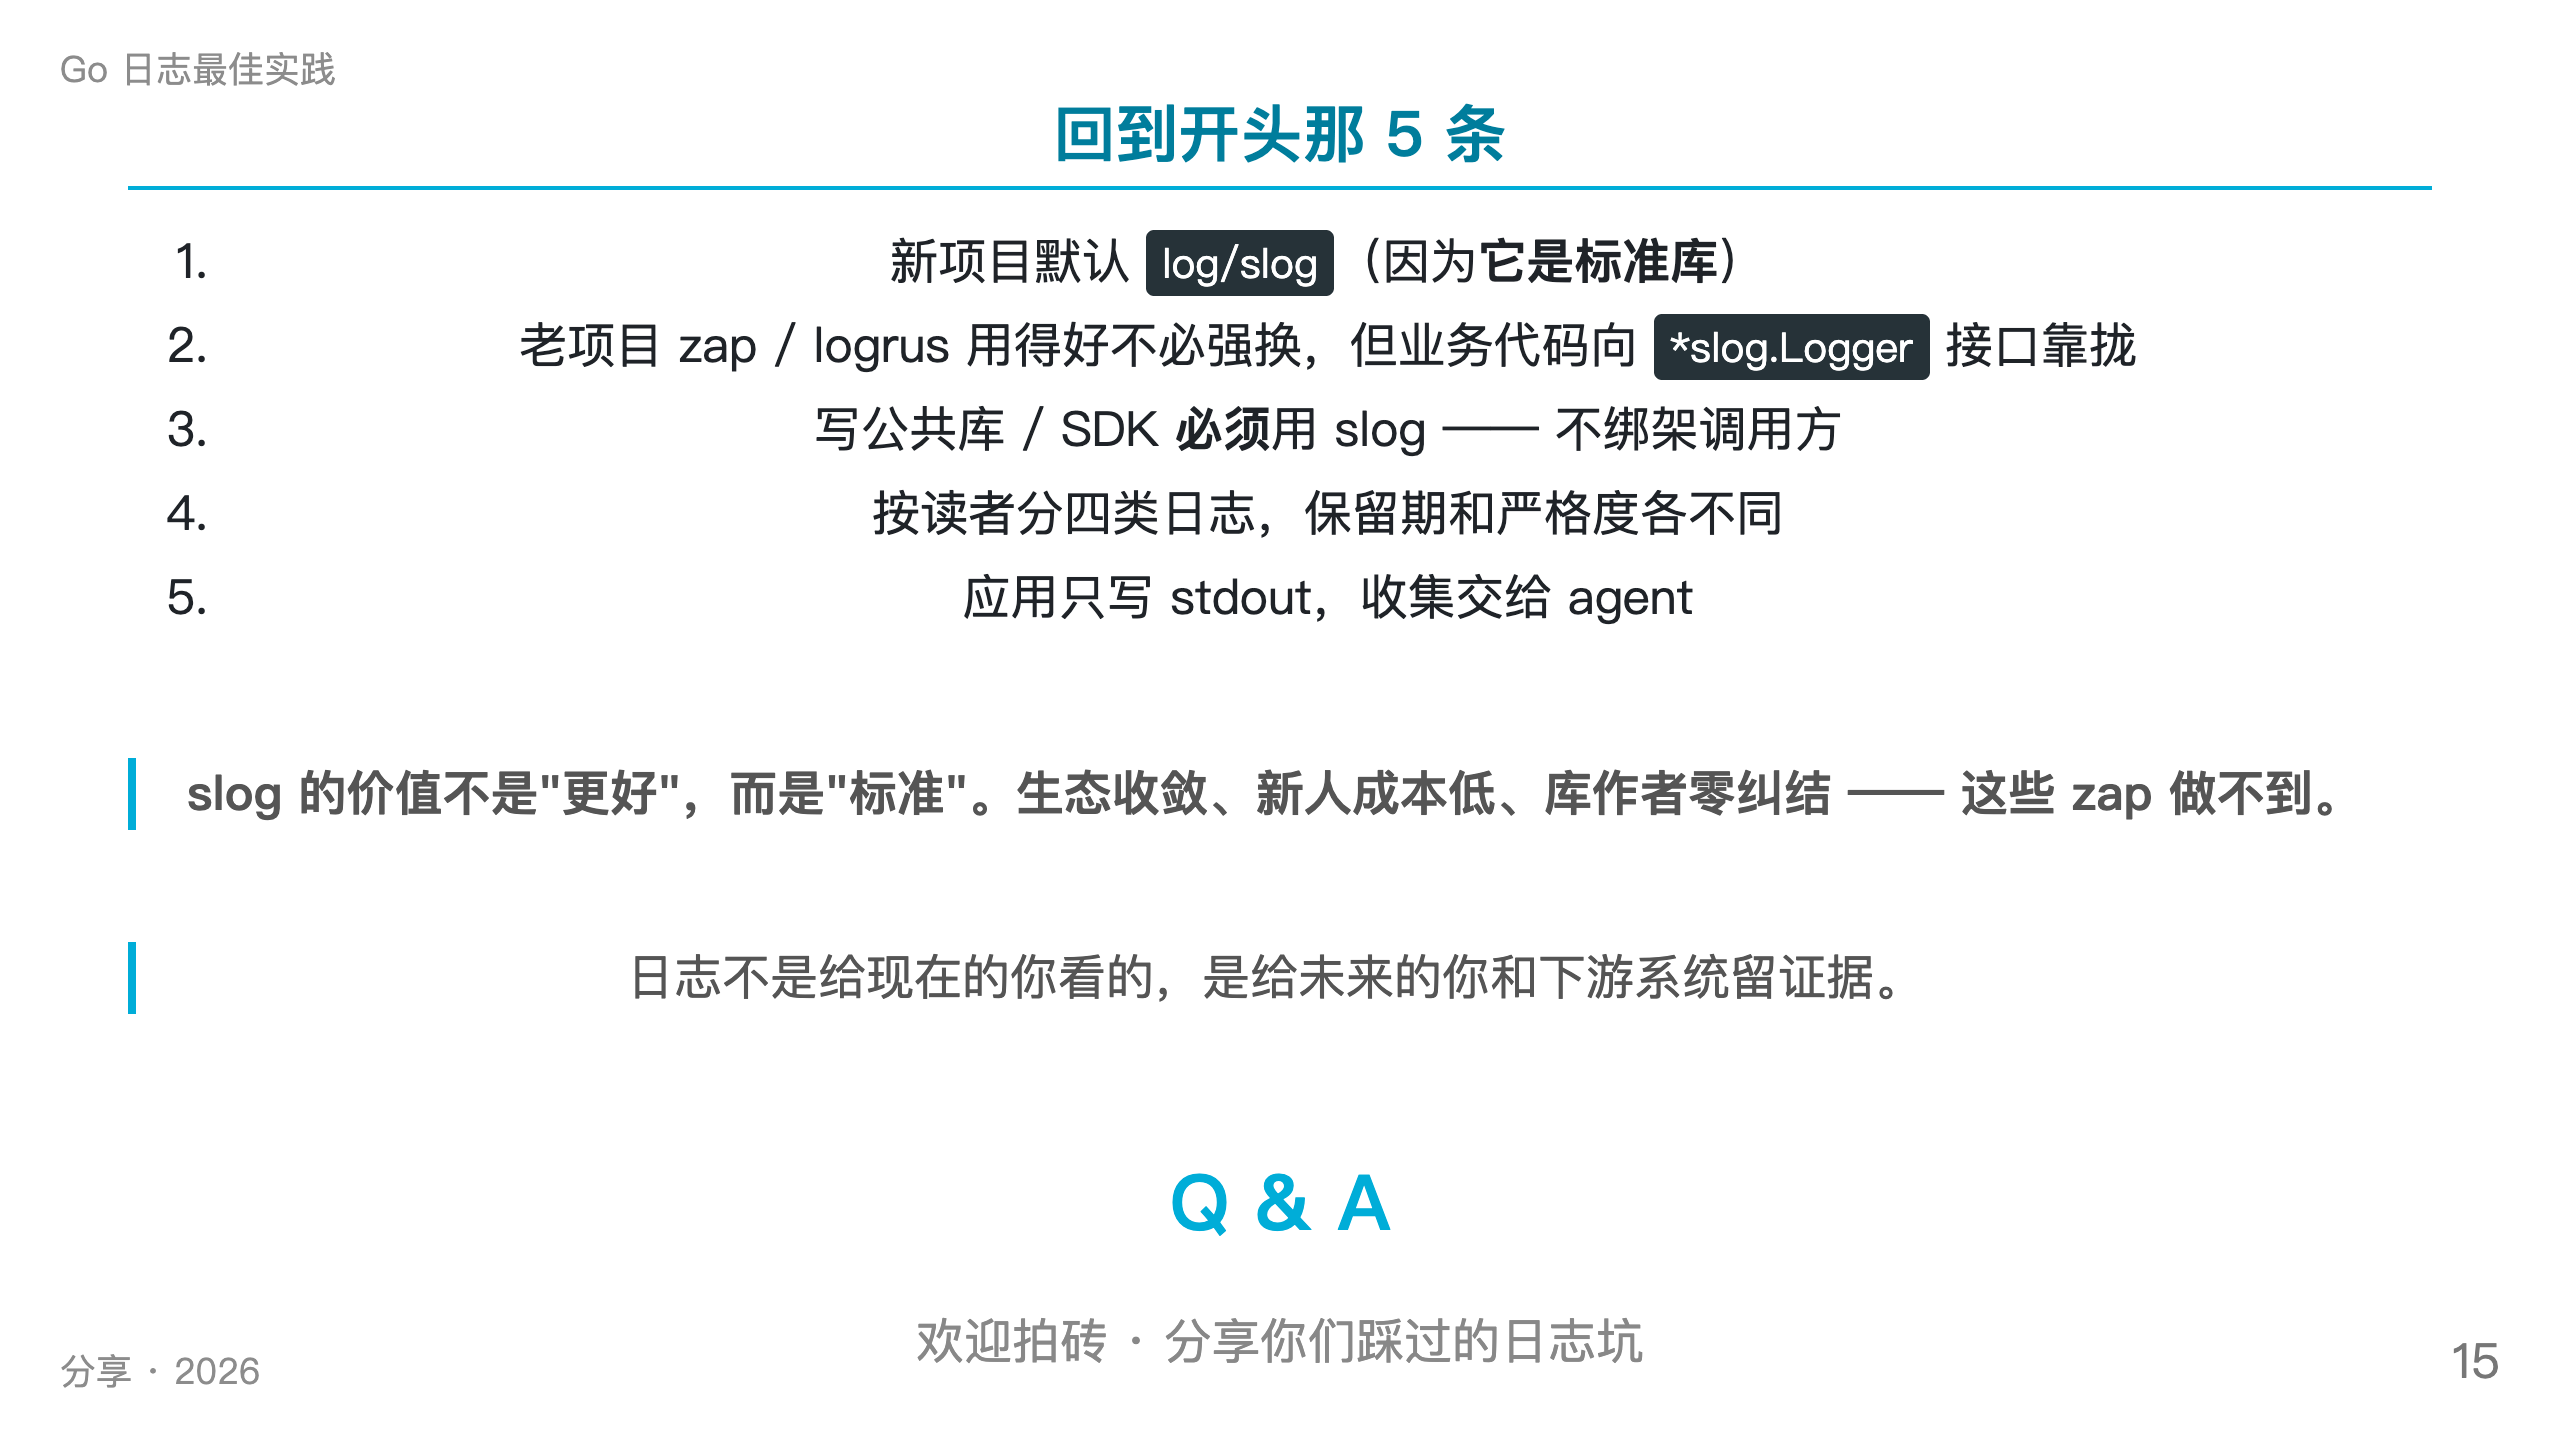 Go 日志最佳实践
回到开头那 5 条
1. 新项目默认 log/slog（因为它是标准库）
2. 老项目 zap / logrus 用得好不必强换，但业务代码向 *slog.Logger 接口靠拢
3. 写公共库 / SDK 必须用 slog —— 不绑架调用方
4. 按读者分四类日志，保留期和严格度各不同
5. 应用只写 stdout，收集交给 agent
slog 的价值不是"更好"，而是"标准"。生态收敛、新人成本低、库作者零纠结 —— 这些 zap 做不到。
日志不是给现在的你看的，是给未来的你和下游系统留证据。
Q & A
欢迎拍砖 · 分享你们踩过的日志坑
分享 · 2026
15